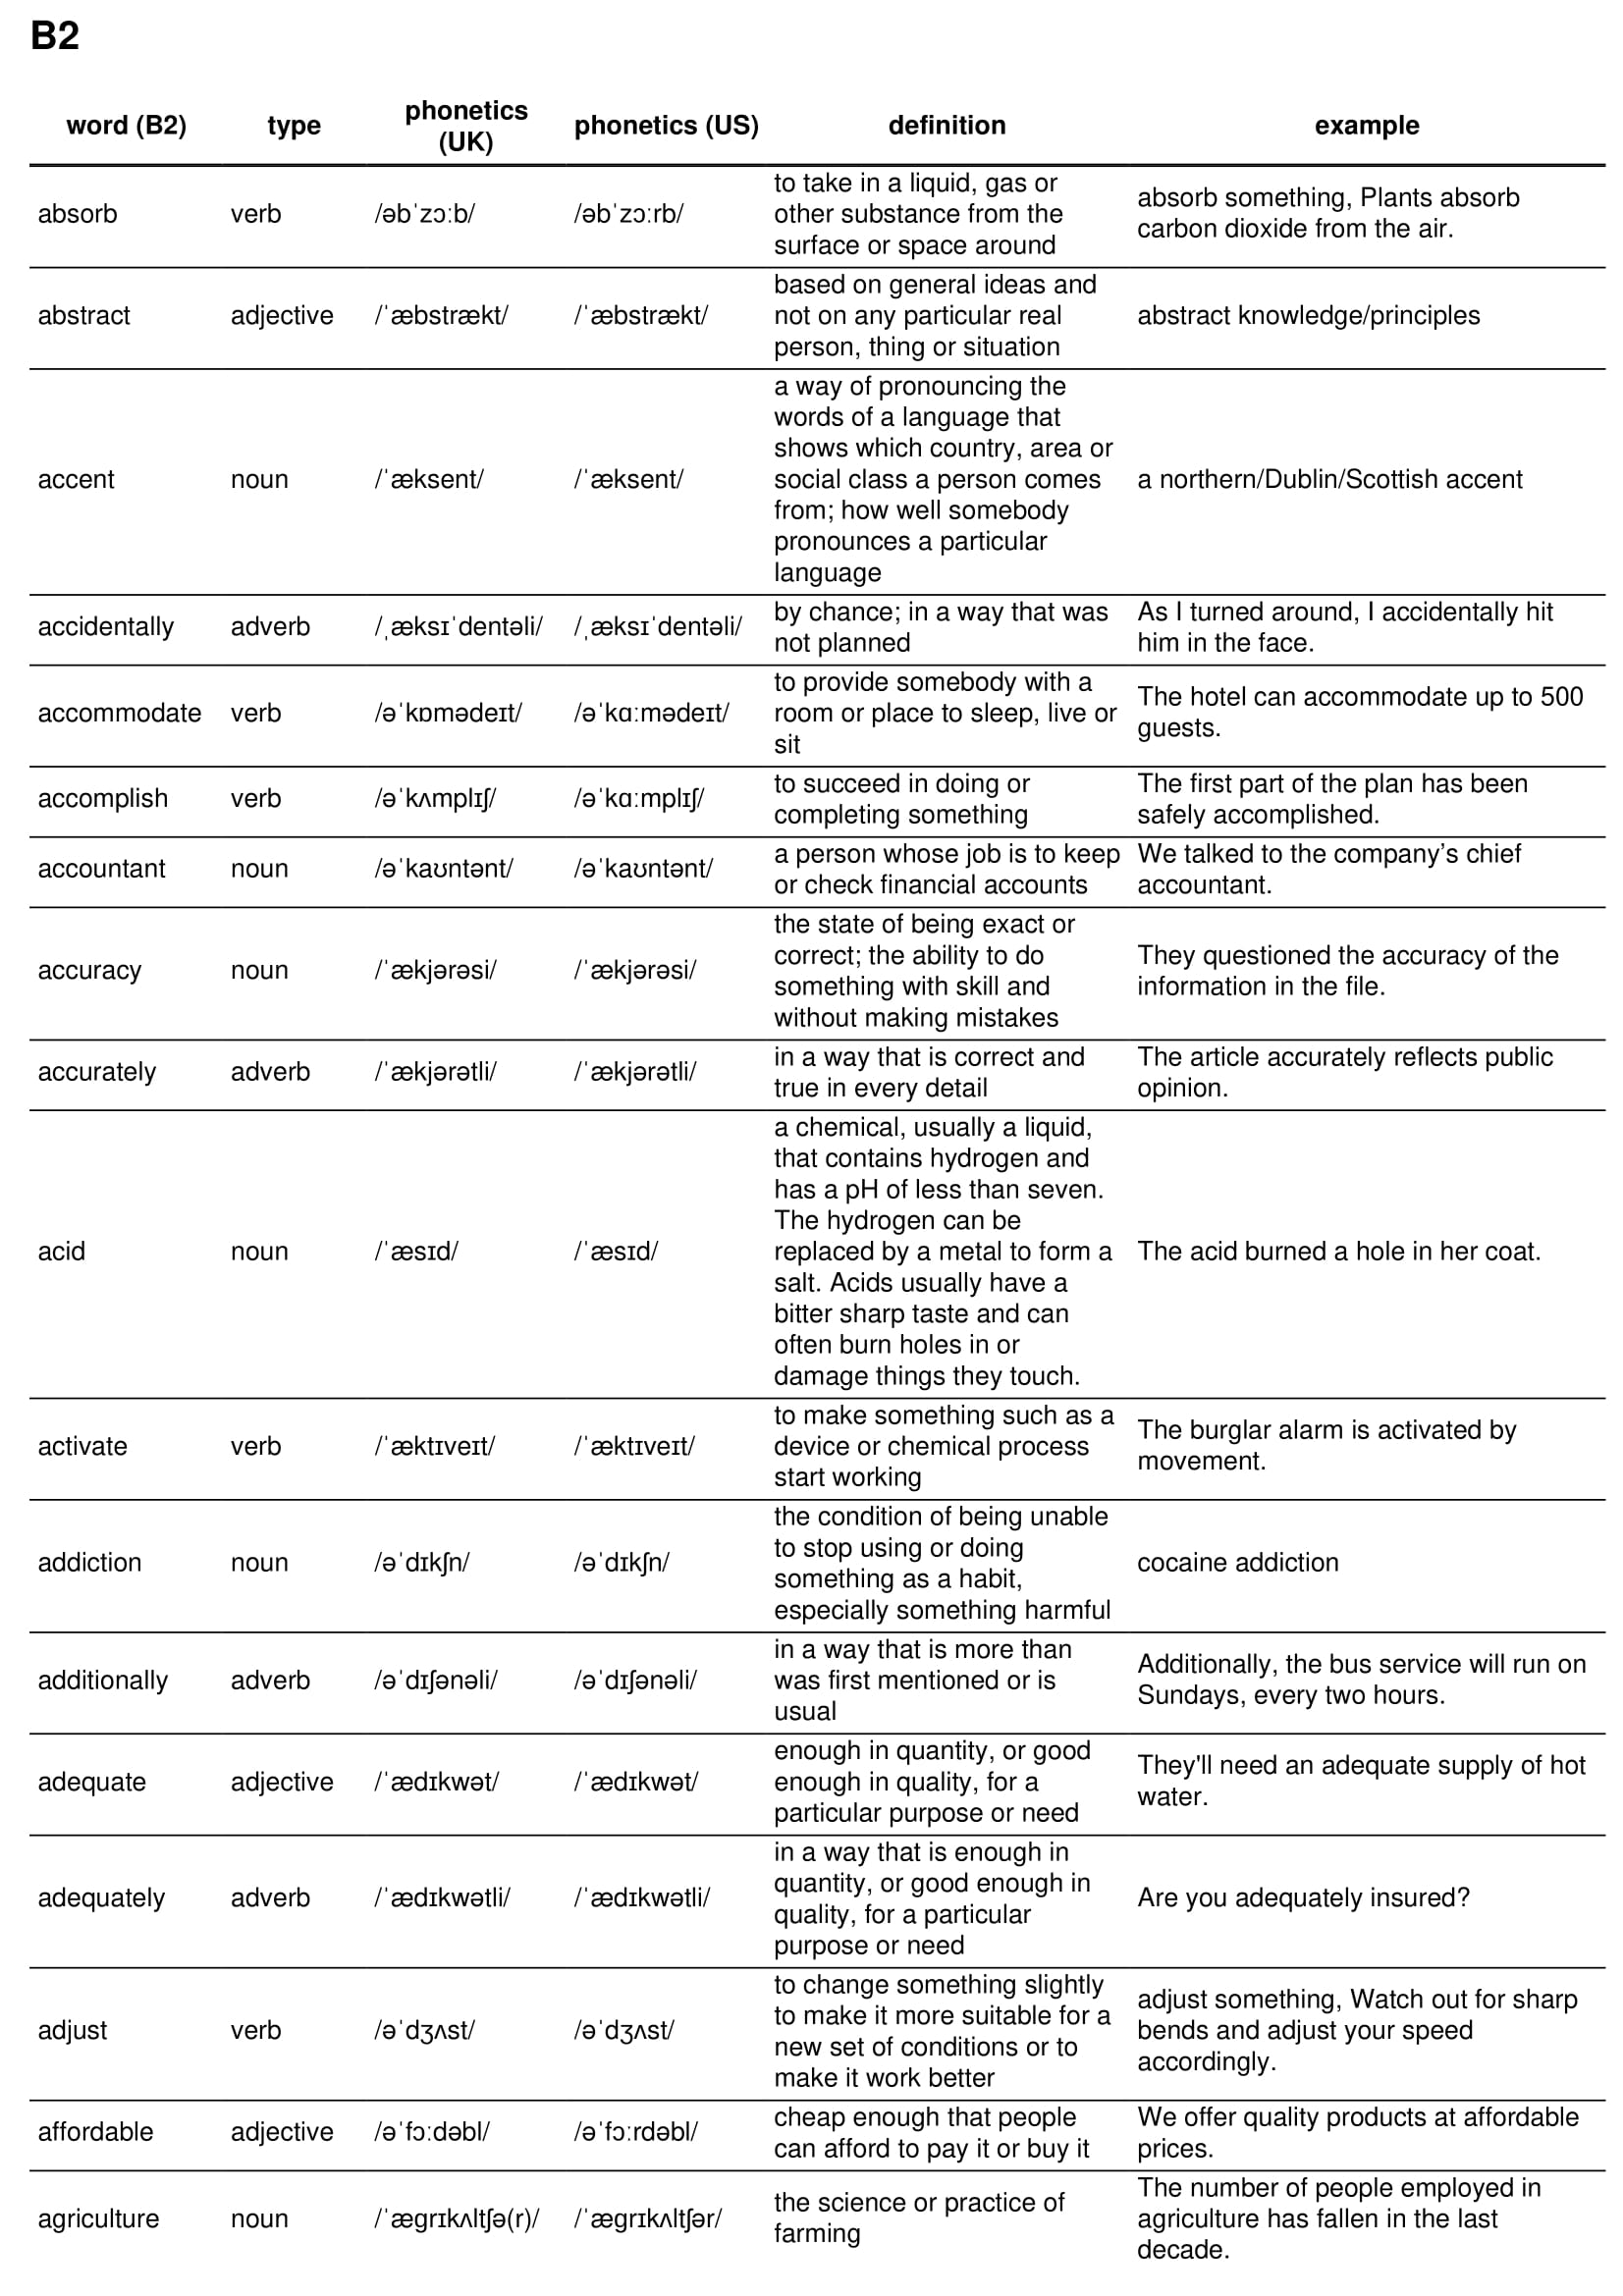 B2
word (B2) type phonetics (UK) phonetics (US) definition example
absorb verb /əbˈzɔːb/ /əbˈzɔːrb/ to take in a liquid, gas or other substance from the surface or space around absorb something, Plants absorb carbon dioxide from the air.
abstract adjective /ˈæbstrækt/ /ˈæbstrækt/ based on general ideas and not on any particular real person, thing or situation abstract knowledge/principles
accent noun /ˈæksent/ /ˈæksent/ a way of pronouncing the words of a language that shows which country, area or social class a person comes from; how well somebody pronounces a particular language a northern/Dublin/Scottish accent
accidentally adverb /ˌæksɪˈdentəli/ /ˌæksɪˈdentəli/ by chance; in a way that was not planned As I turned around, I accidentally hit him in the face.
accommodate verb /əˈkɒmədeɪt/ /əˈkɑːmədeɪt/ to provide somebody with a room or place to sleep, live or sit The hotel can accommodate up to 500 guests.
accomplish verb /əˈkʌmplɪʃ/ /əˈkɑːmplɪʃ/ to succeed in doing or completing something The first part of the plan has been safely accomplished.
accountant noun /əˈkaʊntənt/ /əˈkaʊntənt/ a person whose job is to keep or check financial accounts We talked to the company’s chief accountant.
accuracy noun /ˈækjərəsi/ /ˈækjərəsi/ the state of being exact or correct; the ability to do something with skill and without making mistakes They questioned the accuracy of the information in the file.
accurately adverb /ˈækjərətli/ /ˈækjərətli/ in a way that is correct and true in every detail The article accurately reflects public opinion.
acid noun /ˈæsɪd/ /ˈæsɪd/ a chemical, usually a liquid, that contains hydrogen and has a pH of less than seven. The hydrogen can be replaced by a metal to form a salt. Acids usually have a bitter sharp taste and can often burn holes in or damage things they touch. The acid burned a hole in her coat.
activate verb /ˈæktɪveɪt/ /ˈæktɪveɪt/ to make something such as a device or chemical process start working The burglar alarm is activated by movement.
addiction noun /əˈdɪkʃn/ /əˈdɪkʃn/ the condition of being unable to stop using or doing something as a habit, especially something harmful cocaine addiction
additionally adverb /əˈdɪʃənəli/ /əˈdɪʃənəli/ in a way that is more than was first mentioned or is usual Additionally, the bus service will run on Sundays, every two hours.
adequate adjective /ˈædɪkwət/ /ˈædɪkwət/ enough in quantity, or good enough in quality, for a particular purpose or need They'll need an adequate supply of hot water.
adequately adverb /ˈædɪkwətli/ /ˈædɪkwətli/ in a way that is enough in quantity, or good enough in quality, for a particular purpose or need Are you adequately insured?
adjust verb /əˈdʒʌst/ /əˈdʒʌst/ to change something slightly to make it more suitable for a new set of conditions or to make it work better adjust something, Watch out for sharp bends and adjust your speed accordingly.
affordable adjective /əˈfɔːdəbl/ /əˈfɔːrdəbl/ cheap enough that people can afford to pay it or buy it We offer quality products at affordable prices.
agriculture noun /ˈæɡrɪkʌltʃə(r)/ /ˈæɡrɪkʌltʃər/ the science or practice of farming The number of people employed in agriculture has fallen in the last decade.